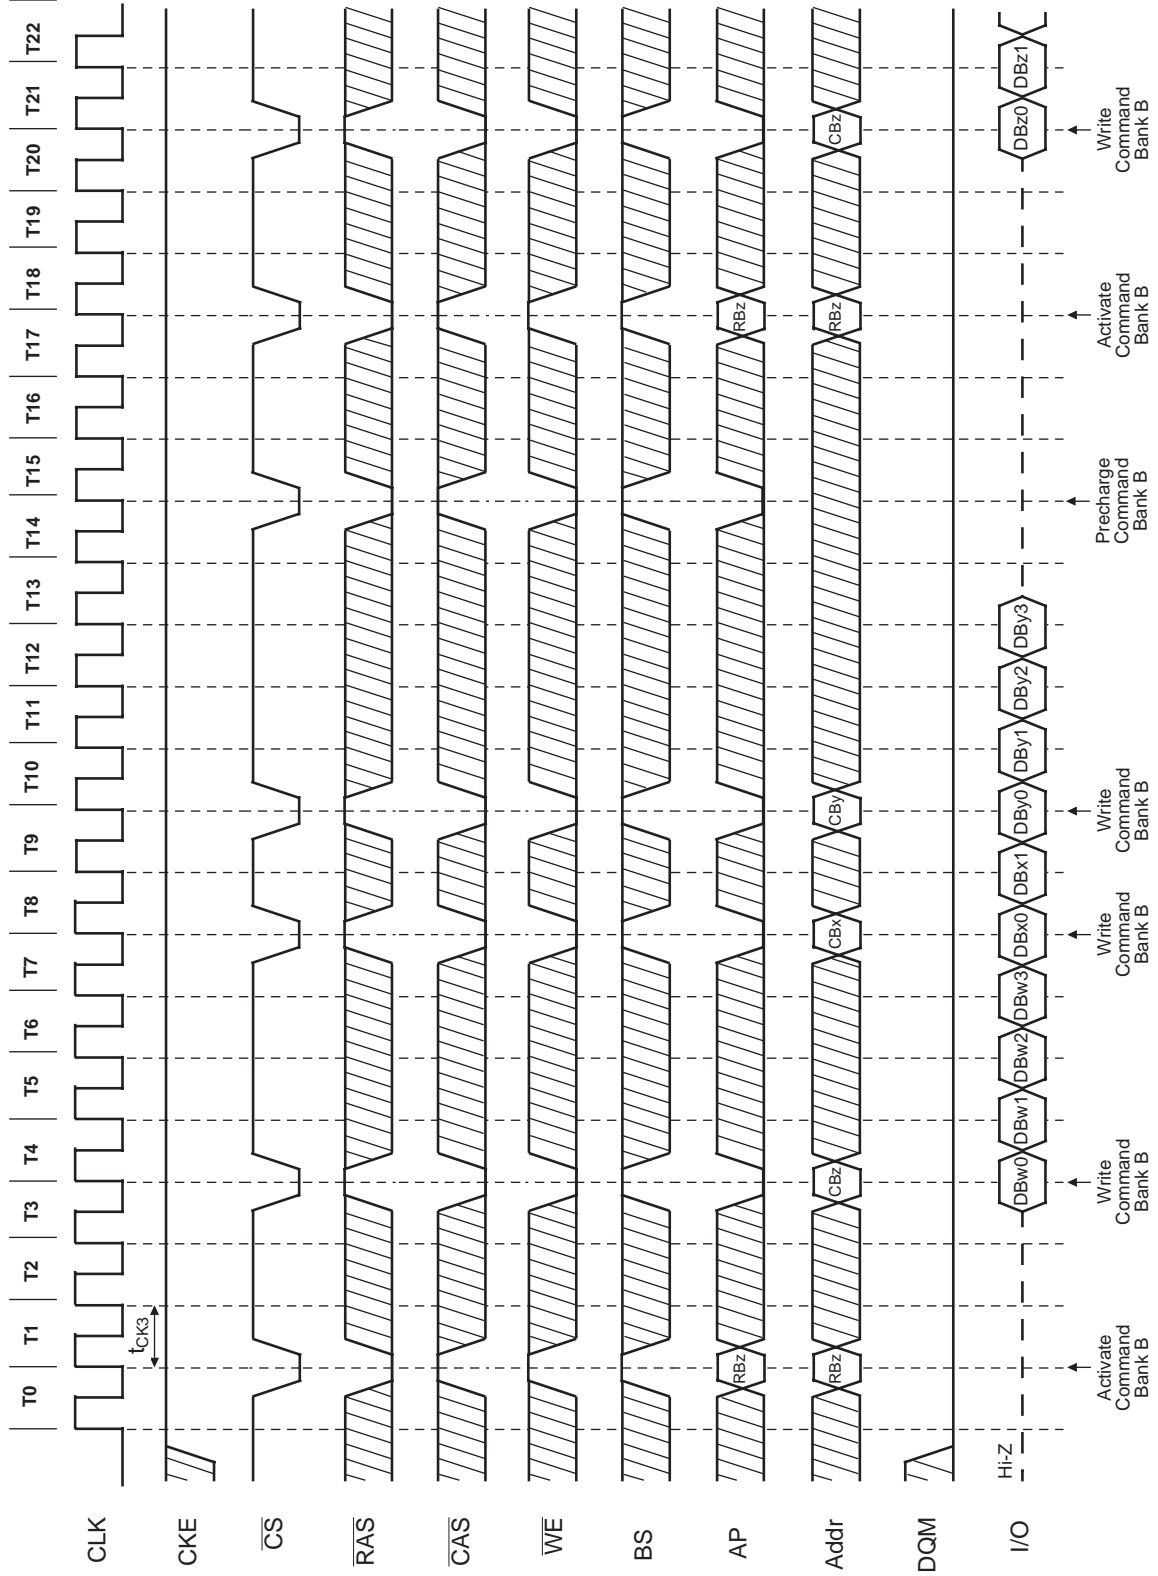 T0 T1 T2 T3 T4 T5 T6 T7 T8 T9 T10 T11 T12 T13 T14 T15 T16 T17 T18 T19 T20 T21 T22
CLK
tCK3
CKE
CS
RAS
CAS
WE
BS
AP
RBz RBz
Addr
RBz CBz CBx CBy RBz CBz
DQM
I/O
Hi-Z
DBw0 DBw1 DBw2 DBw3 DBx0 DBx1 DBy0 DBy1 DBy2 DBy3 DBz0 DBz1
Activate
Command
Bank B
Write
Command
Bank B
Write
Command
Bank B
Write
Command
Bank B
Precharge
Command
Bank B
Activate
Command
Bank B
Write
Command
Bank B